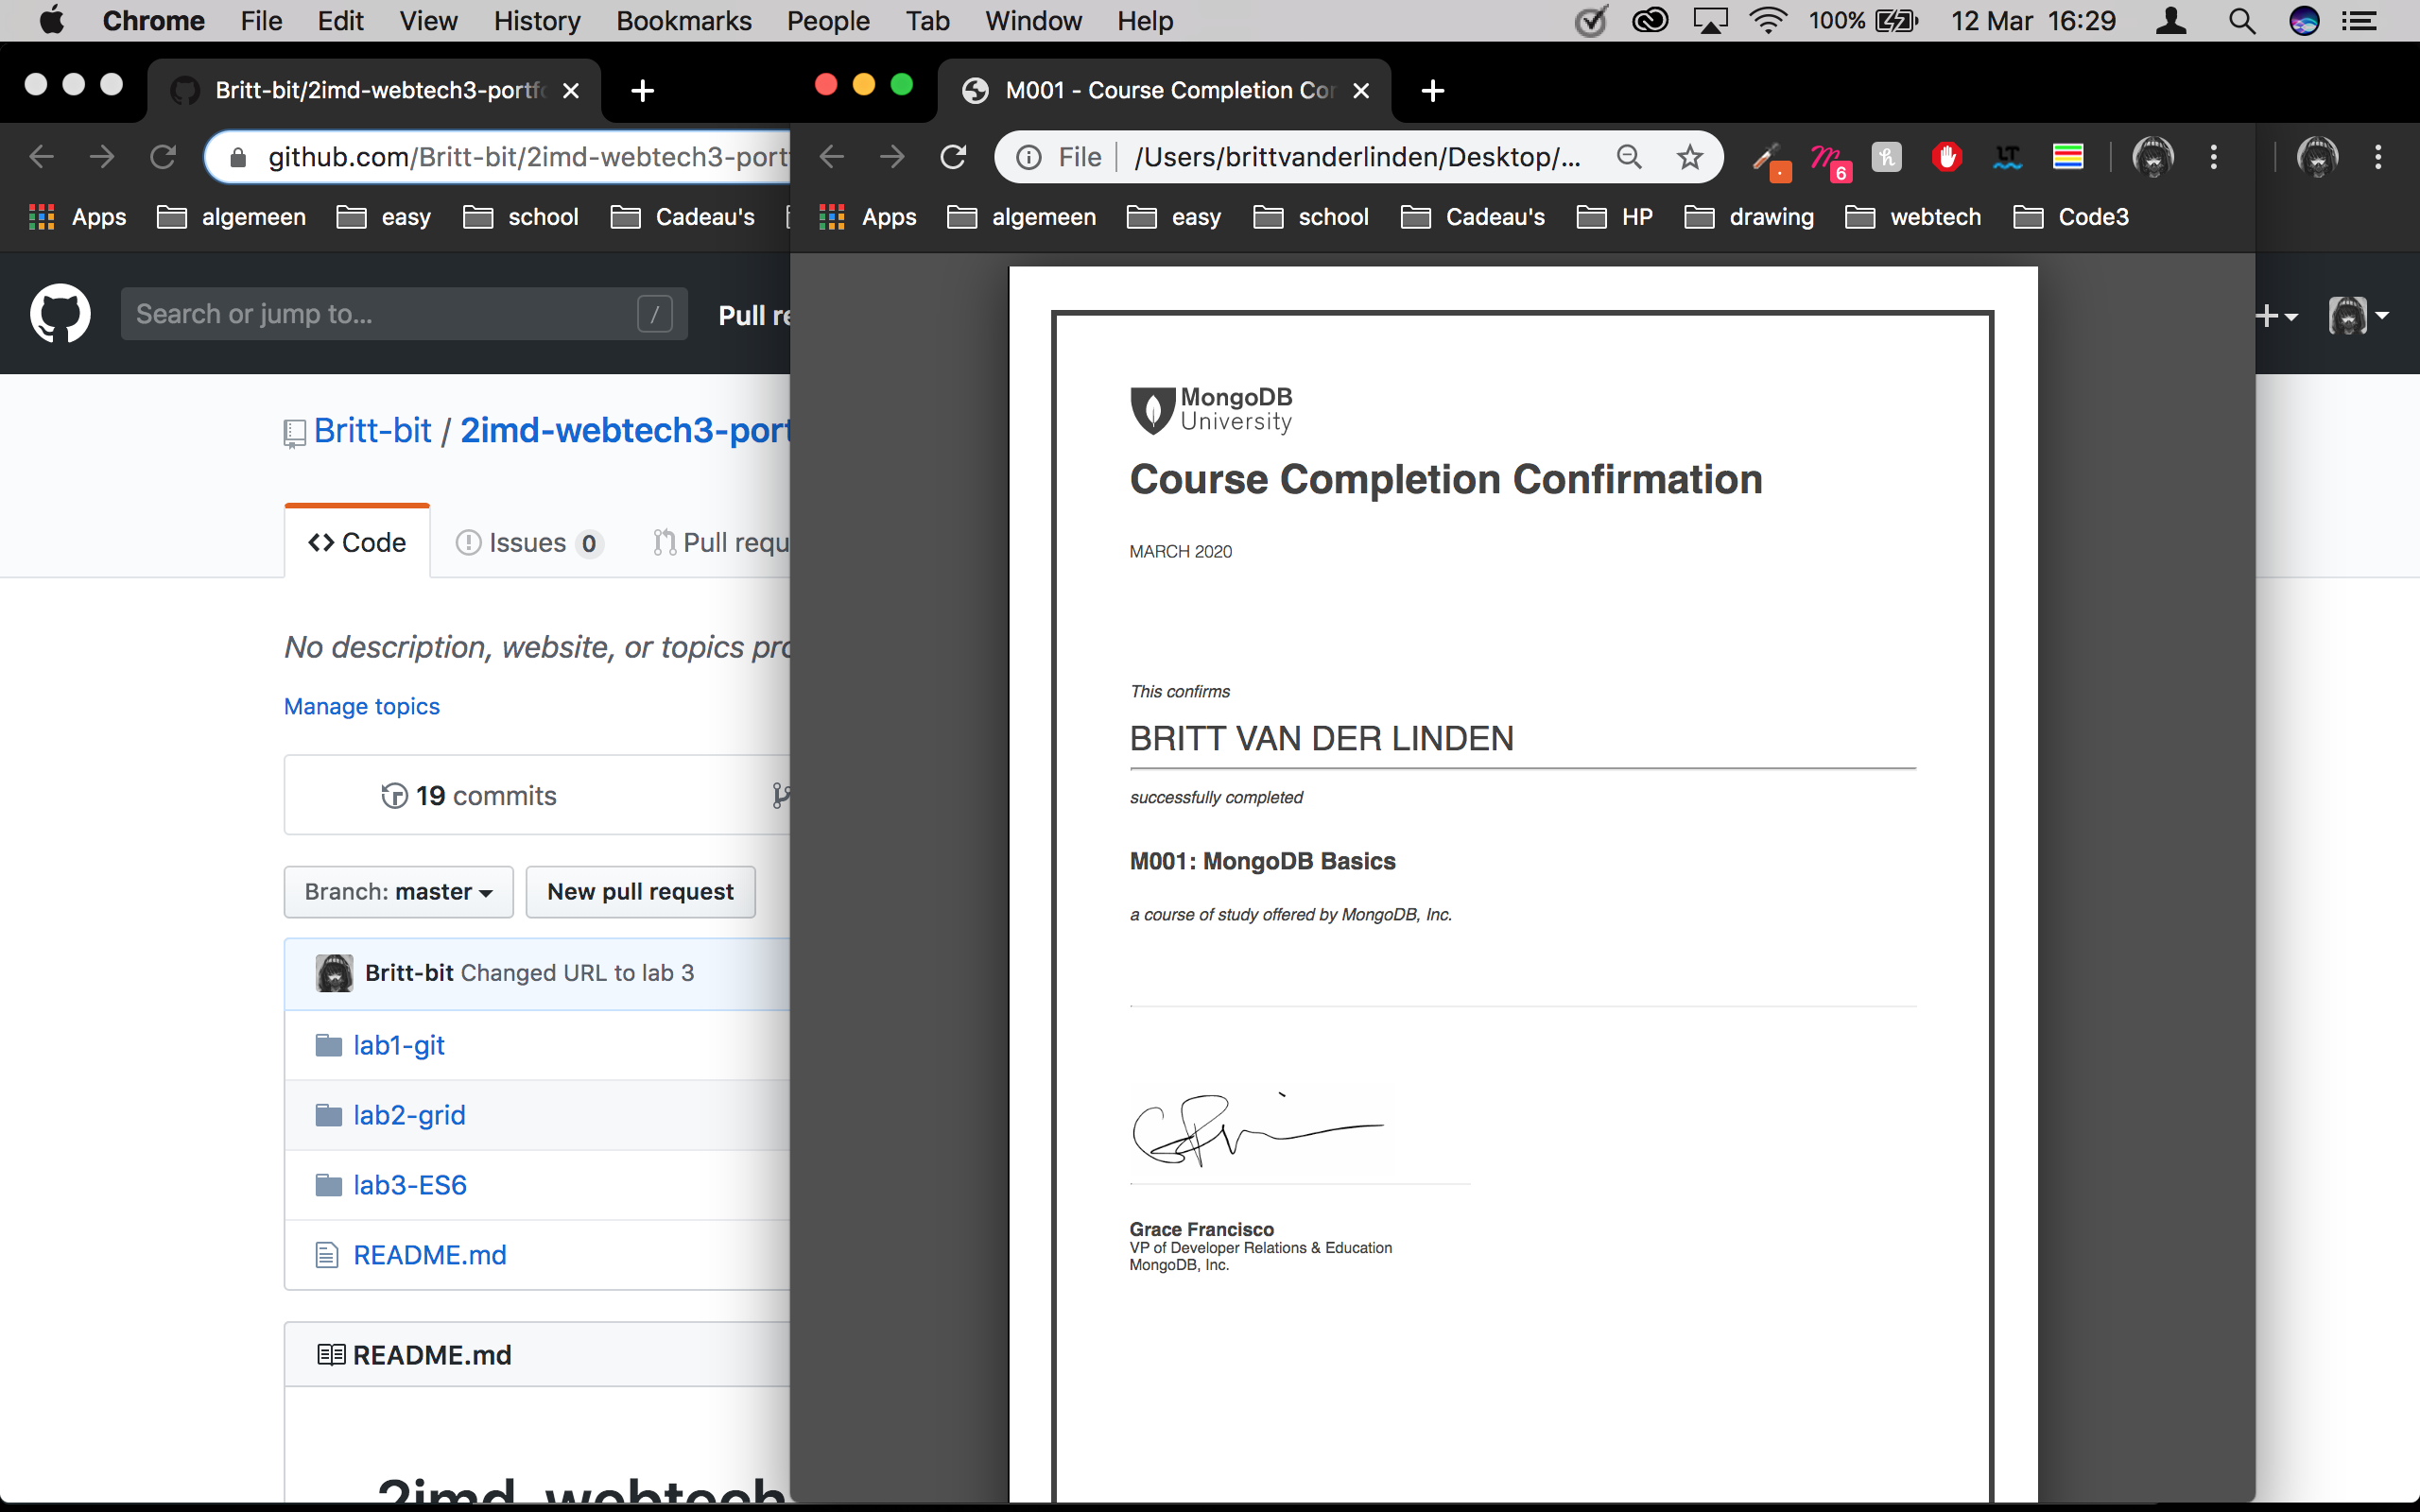 Chrome File Edit View History Bookmarks People Tab Window Help 100% 12 Mar 16:29
Britt-bit/2imd-webtech3-portfo
github.com/Britt-bit/2imd-webtech3-port
Apps algemeen easy school Cadeau's
Search or jump to... /
Pull re
Britt-bit / 2imd-webtech3-port
Code Issues 0 Pull requ
No description, website, or topics pro
Manage topics
19 commits
Branch: master New pull request
Britt-bit Changed URL to lab 3
lab1-git
lab2-grid
lab3-ES6
README.md
README.md
2imd-webtech
M001 - Course Completion Con
File /Users/brittvanderlinden/Desktop/... 6
Apps algemeen easy school Cadeau's HP drawing webtech Code3
MongoDB
University
Course Completion Confirmation
MARCH 2020
This confirms
BRITT VAN DER LINDEN
successfully completed
M001: MongoDB Basics
a course of study offered by MongoDB, Inc.
Grace Francisco
VP of Developer Relations & Education
MongoDB, Inc.